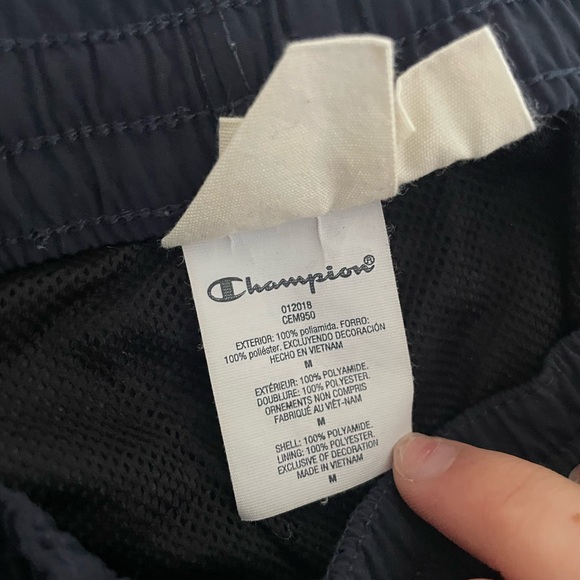 Champion®
012018
CEM950
EXTERIOR: 100% poliamida. FORRO:
100% poliéster, EXCLUYENDO DECORACIÓN
HECHO EN VIETNAM
M
EXTÉRIEUR: 100% POLYAMIDE.
DOUBLURE: 100% POLYESTER.
ORNEMENTS NON COMPRIS
FABRIQUÉ AU VIÊT-NAM
M
SHELL: 100% POLYAMIDE.
LINING: 100% POLYESTER.
EXCLUSIVE OF DECORATION
MADE IN VIETNAM
M